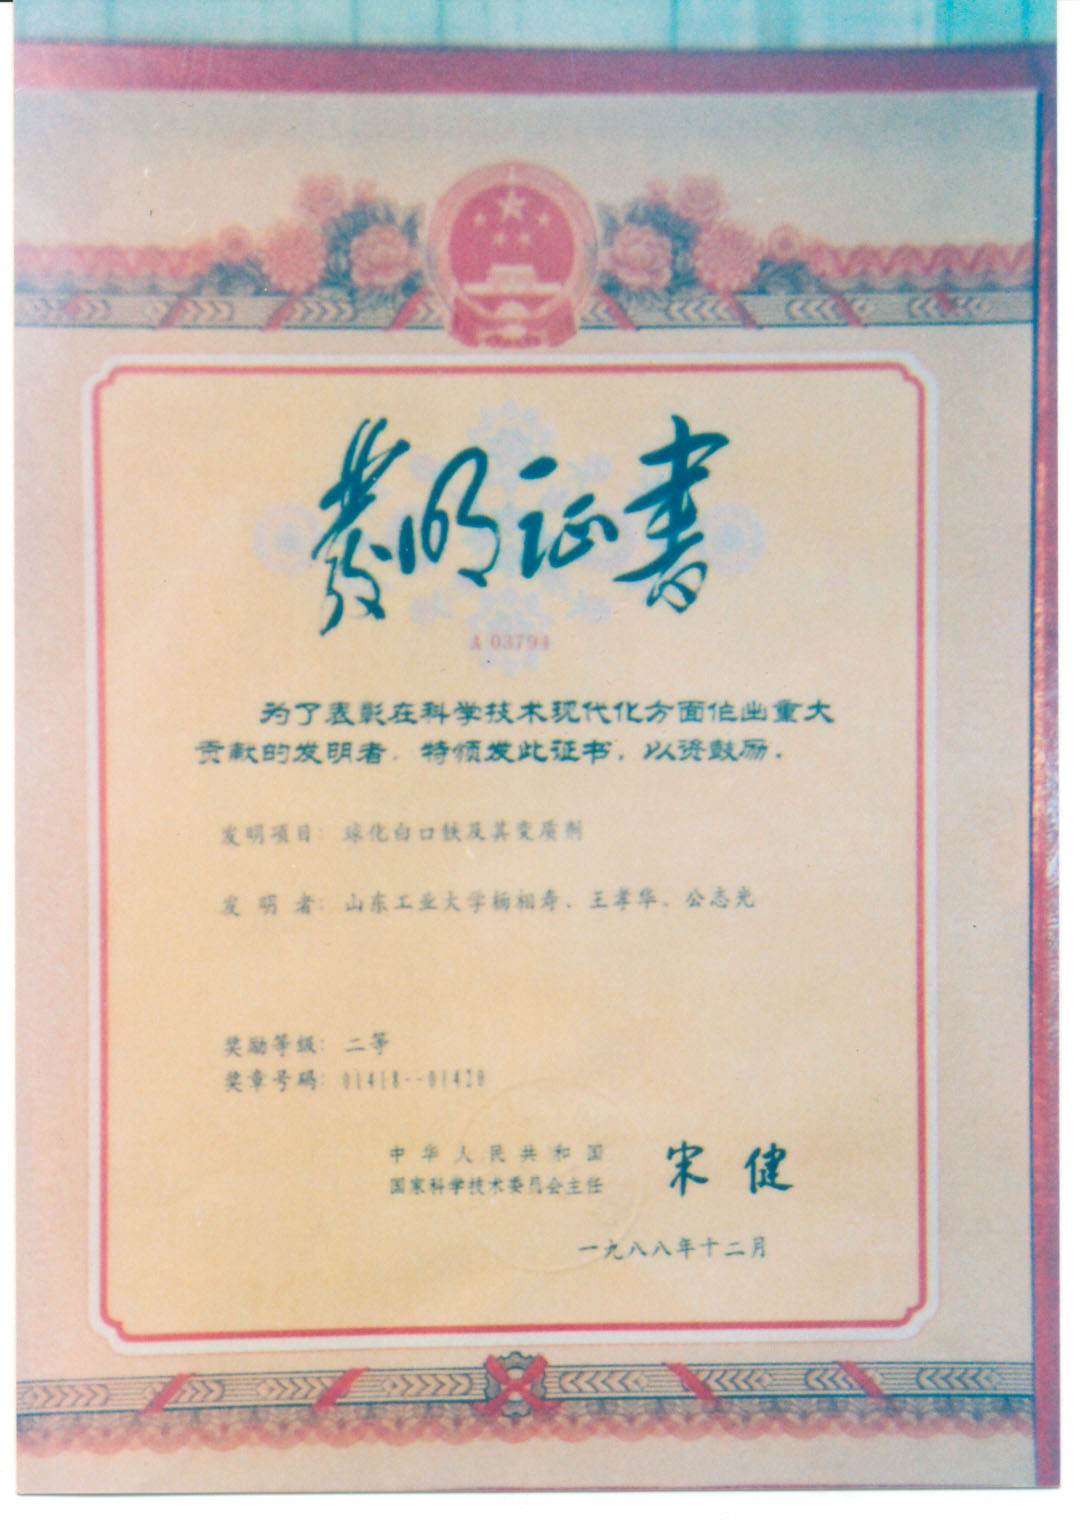 發明证书
A 03794
为了表彰在科学技术现代化方面作出重大
贡献的发明者，特颁发此证书，以资鼓励．
发明项目：球化白口铁及其变质剂
发 明 者：山东工业大学杨相寿、王孝华、公志光
奖励等级：二等
奖章号码：01418--01420
中华人民共和国
国家科学技术委员会主任
宋健
一九八八年十二月